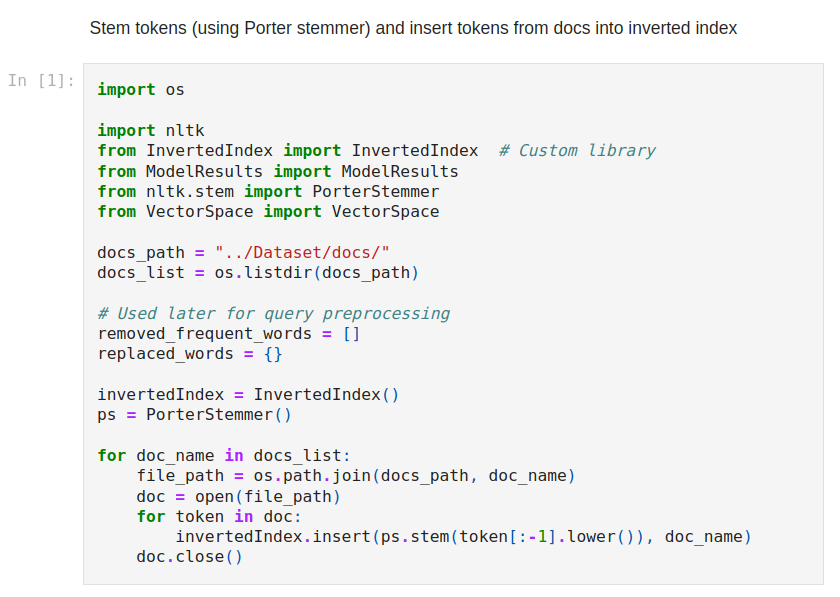 Stem tokens (using Porter stemmer) and insert tokens from docs into inverted index
In [1]:
import os
import nltk
from InvertedIndex import InvertedIndex  # Custom library
from ModelResults import ModelResults
from nltk.stem import PorterStemmer
from VectorSpace import VectorSpace
docs_path = "../Dataset/docs/"
docs_list = os.listdir(docs_path)
# Used later for query preprocessing
removed_frequent_words = []
replaced_words = {}
invertedIndex = InvertedIndex()
ps = PorterStemmer()
for doc_name in docs_list:
    file_path = os.path.join(docs_path, doc_name)
    doc = open(file_path)
    for token in doc:
        invertedIndex.insert(ps.stem(token[:-1].lower()), doc_name)
    doc.close()